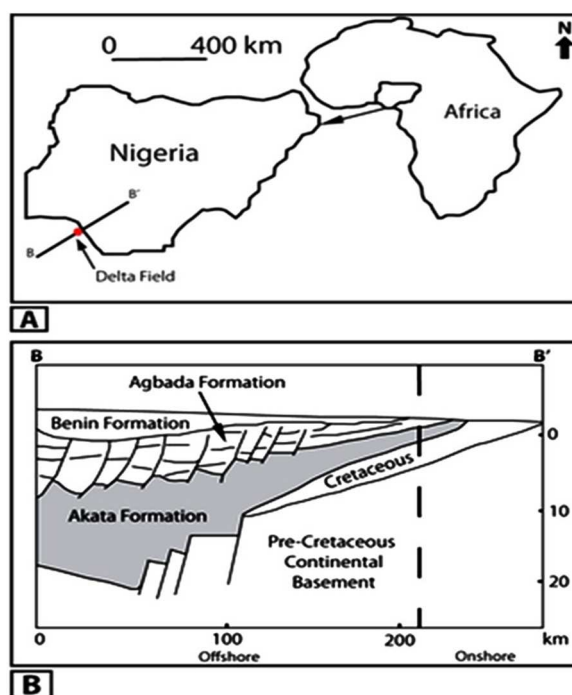 0 400 km
N
Nigeria
Africa
B'
B
Delta Field
A
B B'
Agbada Formation
Benin Formation
0
Cretaceous
Akata Formation
10
Pre-Cretaceous
Continental
Basement
20
0 100 200 km
Offshore Onshore
B